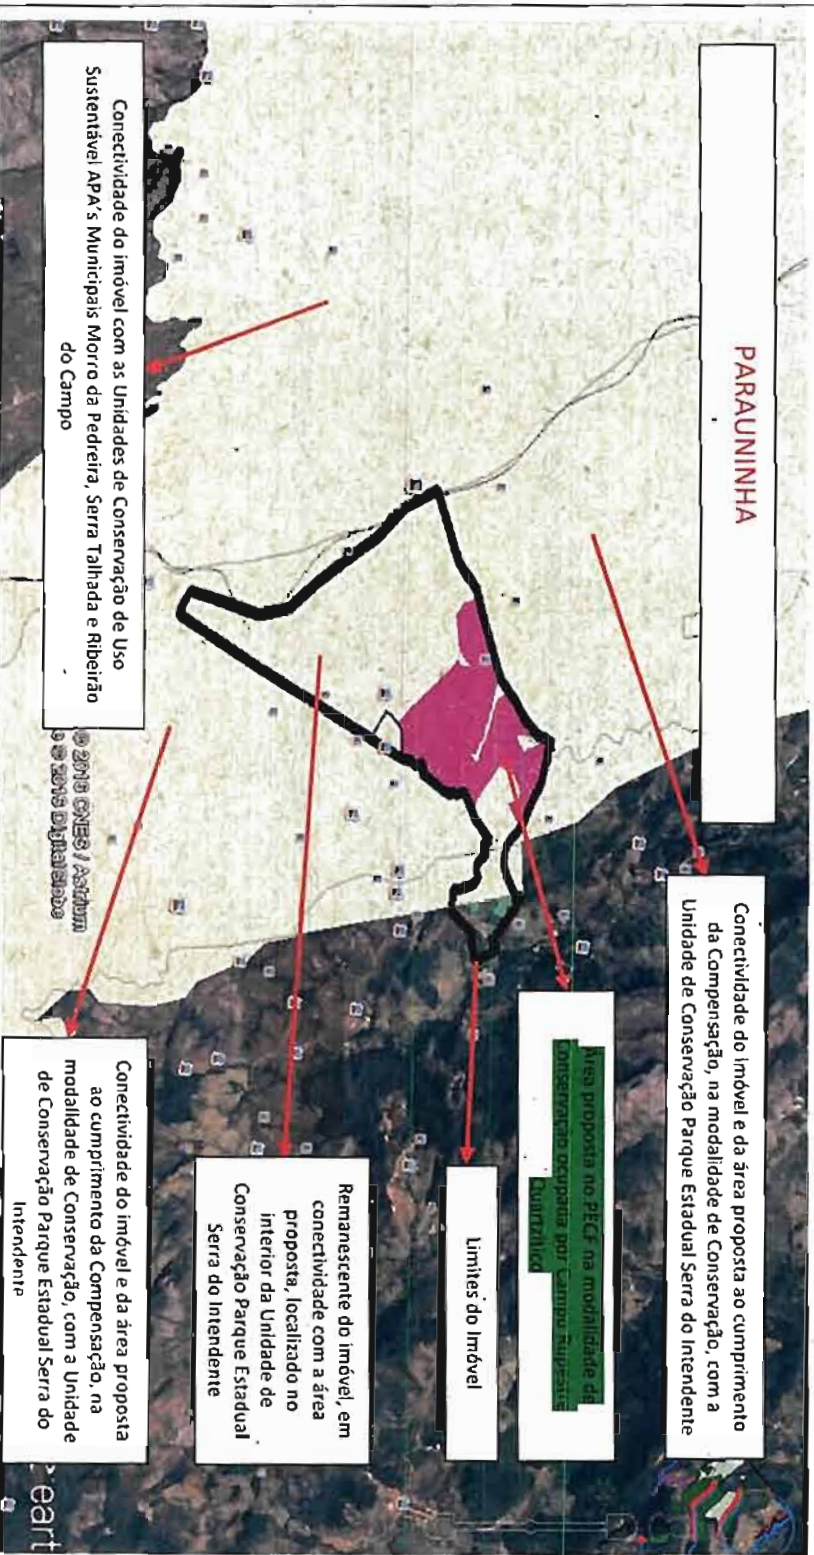 PARAUNINHA
Conectividade do imóvel e da área proposta ao cumprimento
da Compensação, na modalidade de Conservação, com a
Unidade de Conservação Parque Estadual Serra do Intendente
Área proposta no PECF na modalidade de
Conservação ocupada por Campo Rupestre
Quartzítico
Limites do Imóvel
Remanescente do imóvel, em
conectividade com a área
proposta, localizado no
interior da Unidade de
Conservação Parque Estadual
Serra do Intendente
Conectividade do imóvel e da área proposta
ao cumprimento da Compensação, na
modalidade de Conservação, com a Unidade
de Conservação Parque Estadual Serra do
Intendente
Conectividade do imóvel com as Unidades de Conservação de Uso
Sustentável APA's Municipais Morro da Pedreira, Serra Talhada e Ribeirão
do Campo
© 2016 CNES / Astrium
© 2016 DigitalGlobe
eart